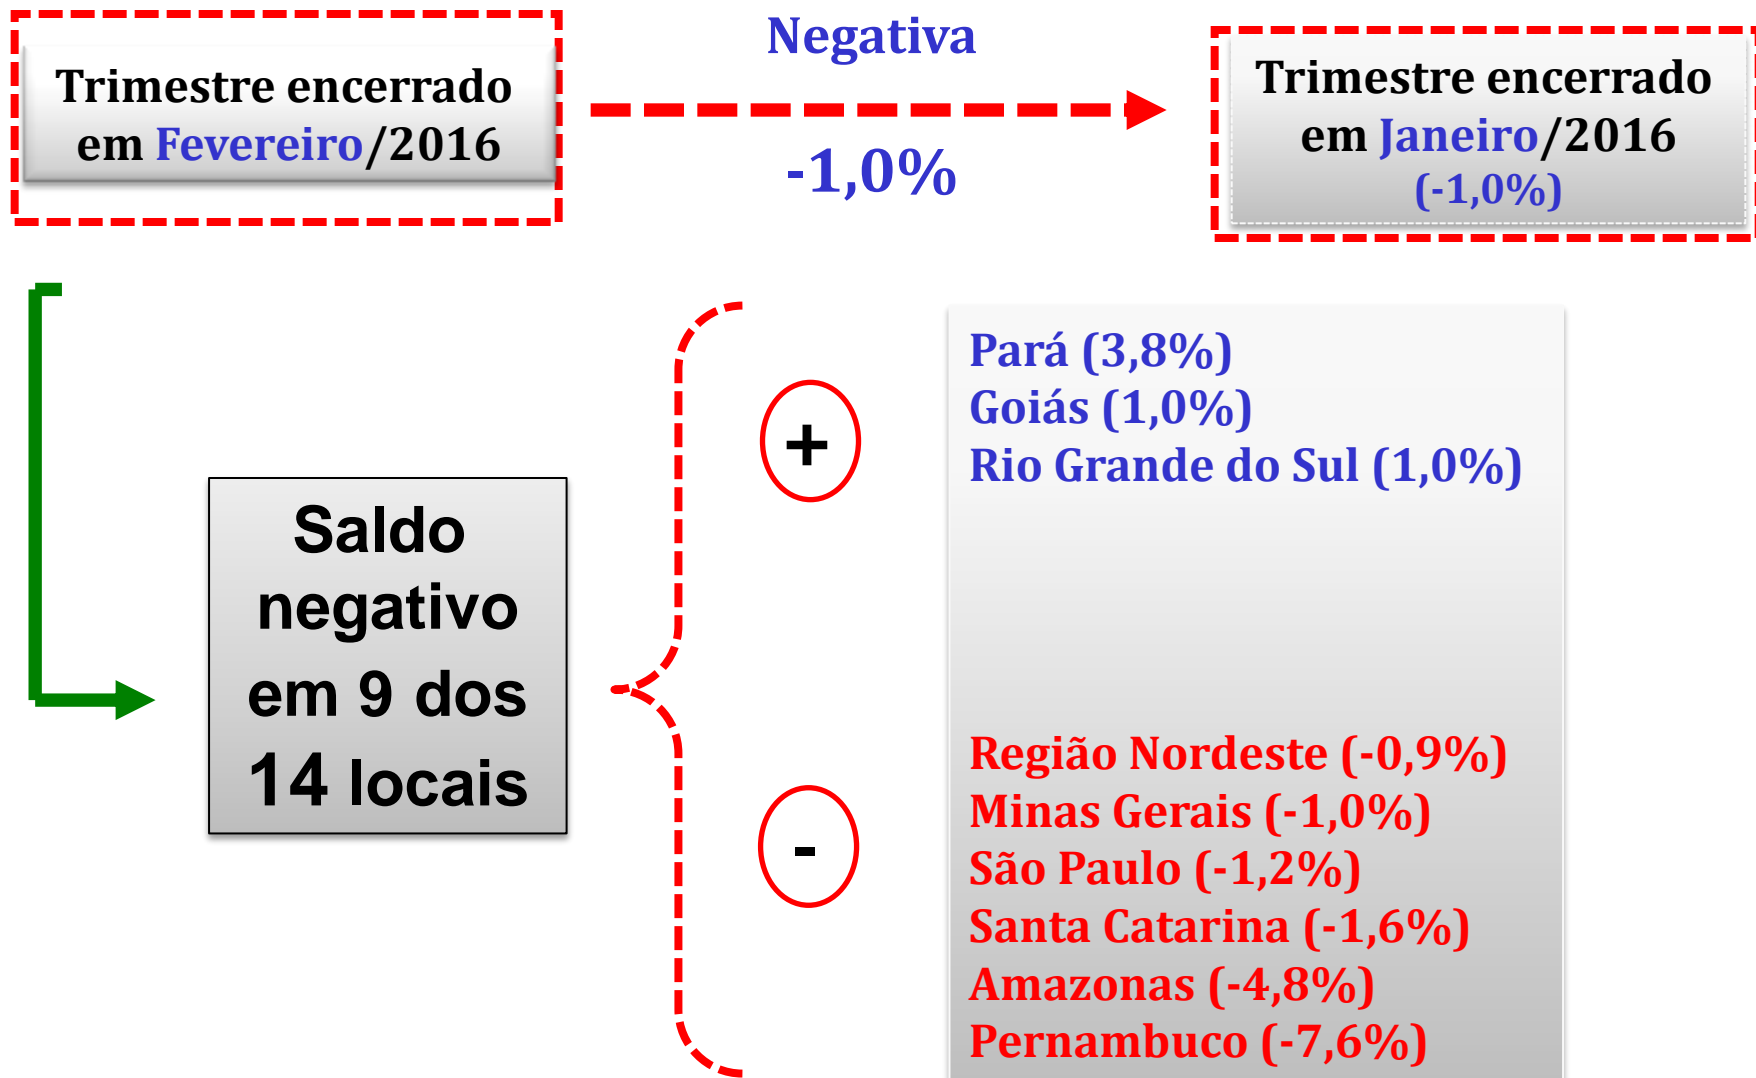 Trimestre encerrado
em Fevereiro/2016
Negativa
-1,0%
Trimestre encerrado
em Janeiro/2016
(-1,0%)
Saldo
negativo
em 9 dos
14 locais
+
Pará (3,8%)
Goiás (1,0%)
Rio Grande do Sul (1,0%)
-
Região Nordeste (-0,9%)
Minas Gerais (-1,0%)
São Paulo (-1,2%)
Santa Catarina (-1,6%)
Amazonas (-4,8%)
Pernambuco (-7,6%)